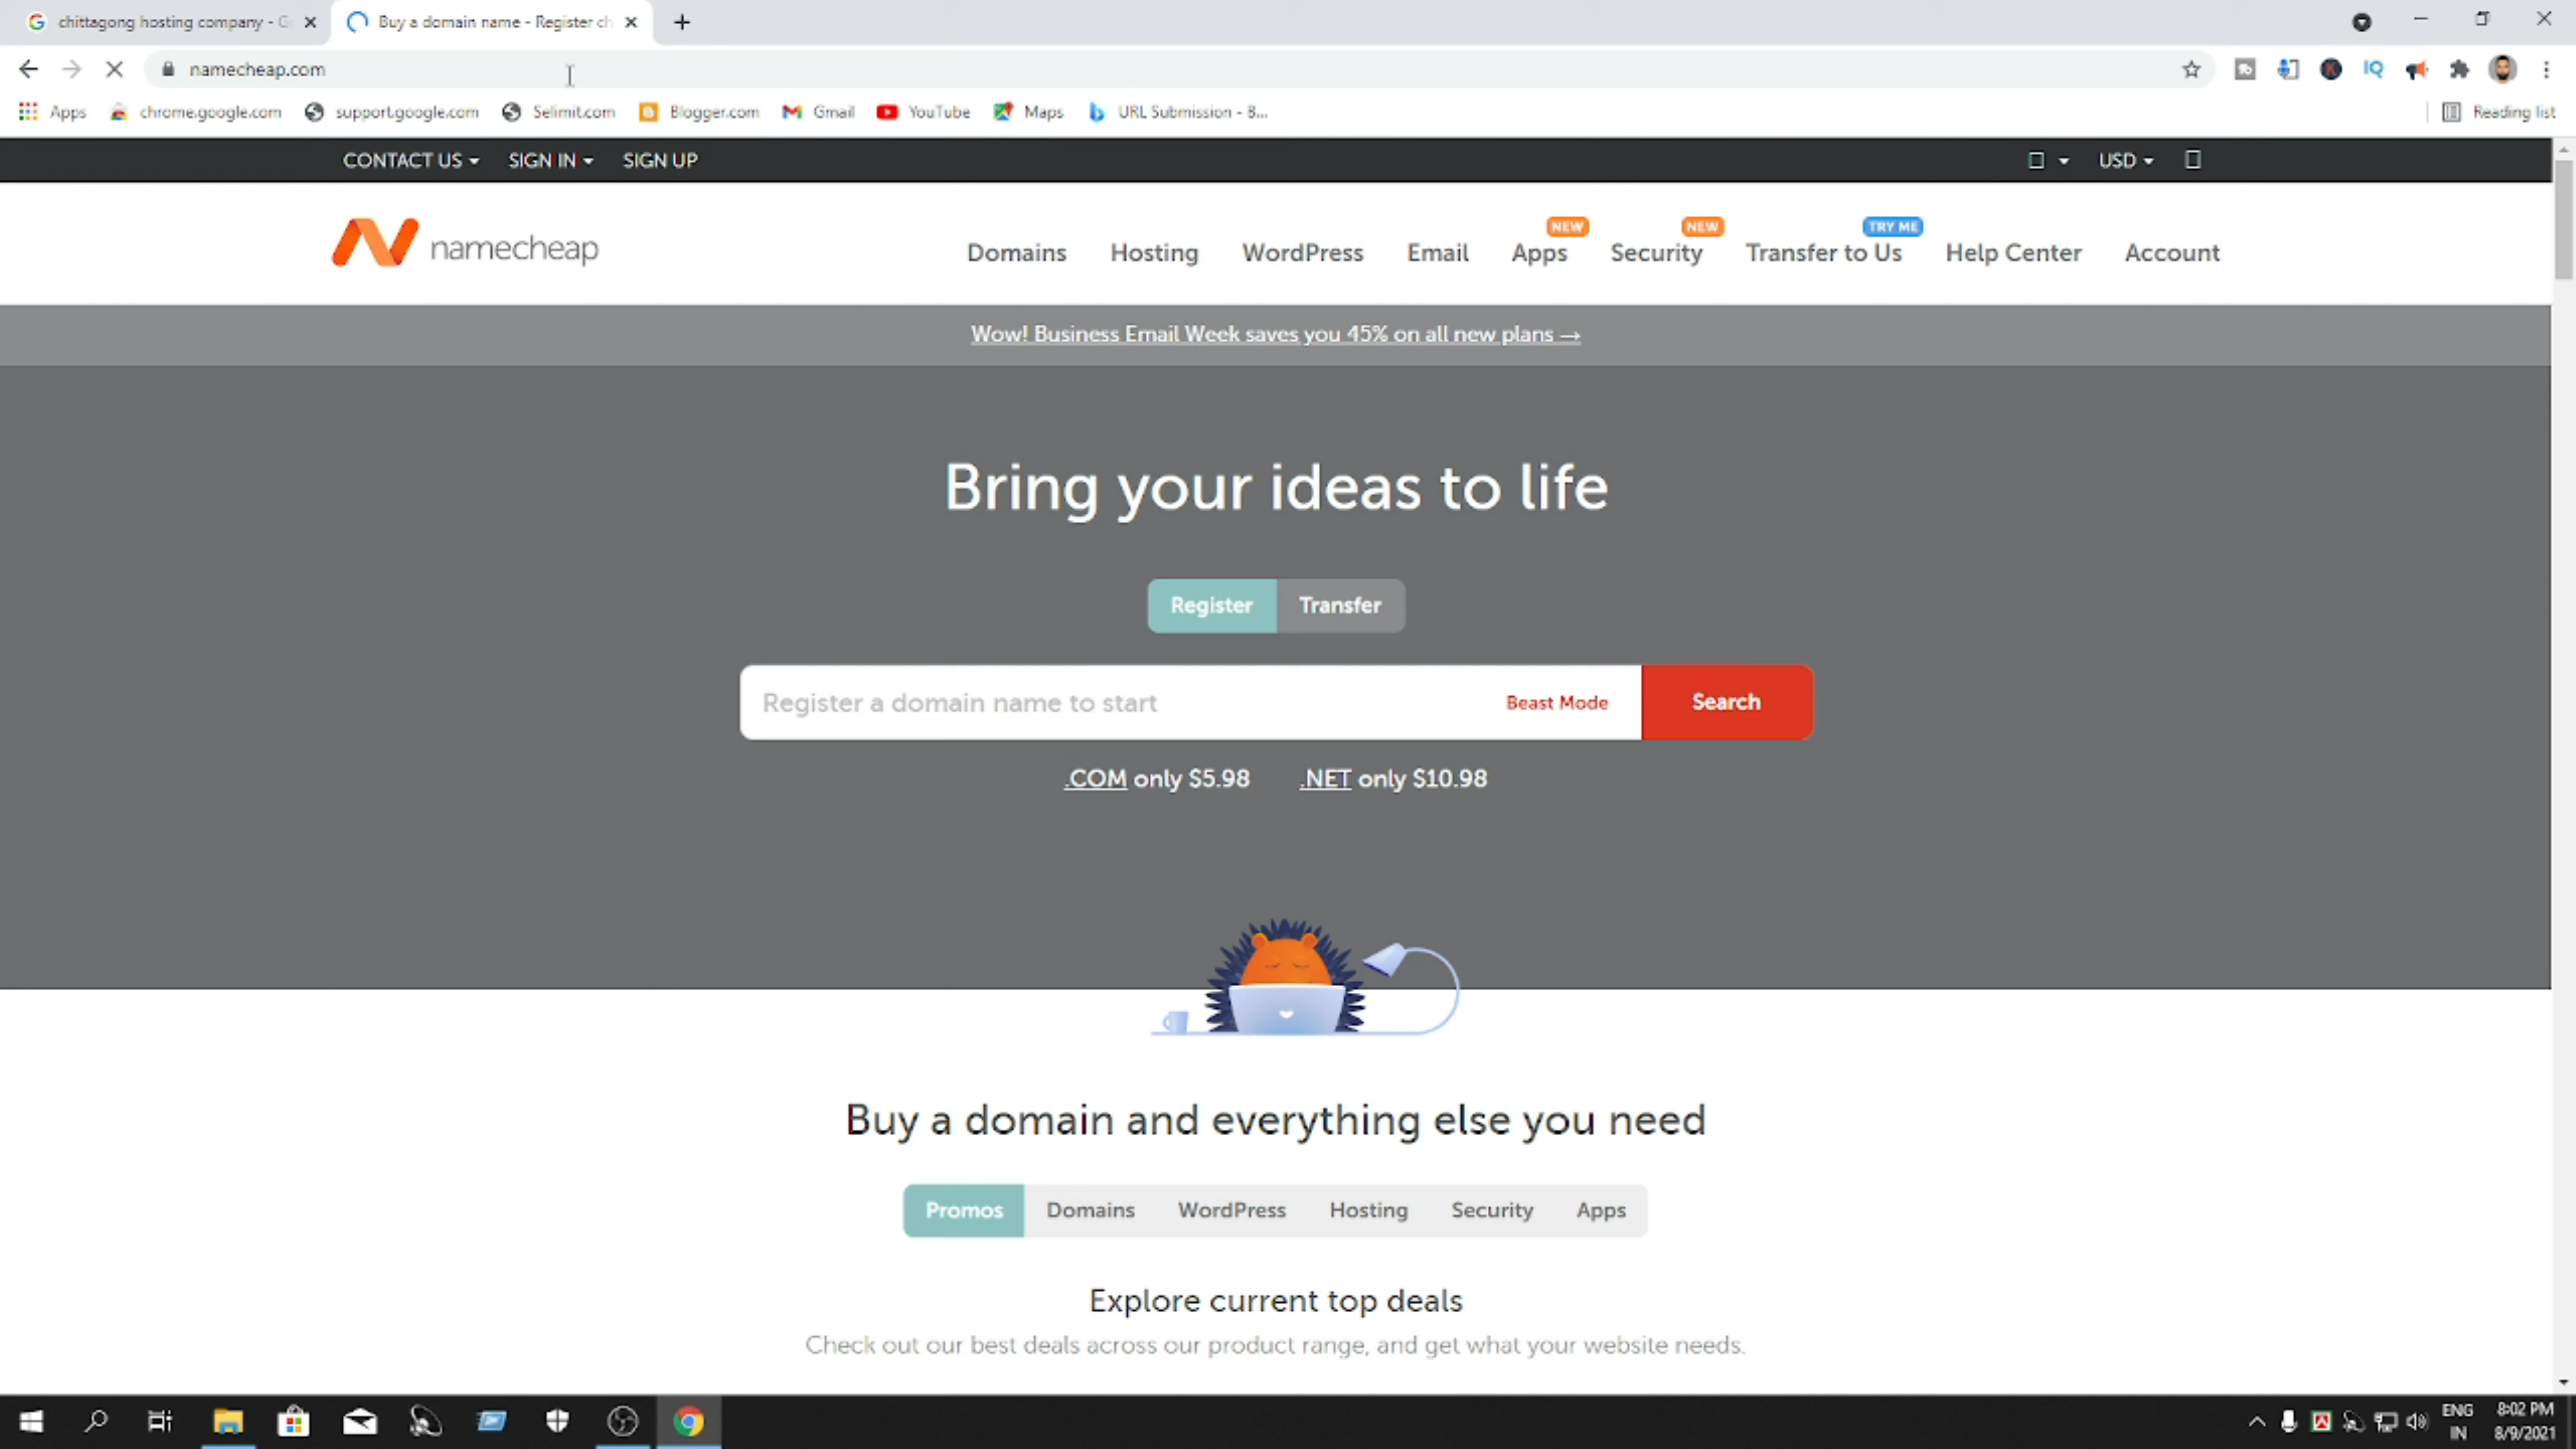 chittagong hosting company - G
Buy a domain name - Register ch
namecheap.com
Apps
chrome.google.com
support.google.com
Selimit.com
Blogger.com
Gmail
YouTube
Maps
URL Submission - B...
Reading list
CONTACT US
SIGN IN
SIGN UP
USD
namecheap
Domains
Hosting
WordPress
Email
Apps
NEW
Security
NEW
Transfer to Us
TRY ME
Help Center
Account
Wow! Business Email Week saves you 45% on all new plans →
Bring your ideas to life
Register
Transfer
Register a domain name to start
Beast Mode
Search
.COM only $5.98
.NET only $10.98
Buy a domain and everything else you need
Promos
Domains
WordPress
Hosting
Security
Apps
Explore current top deals
Check out our best deals across our product range, and get what your website needs.
ENG
IN
8:02 PM
8/9/2021